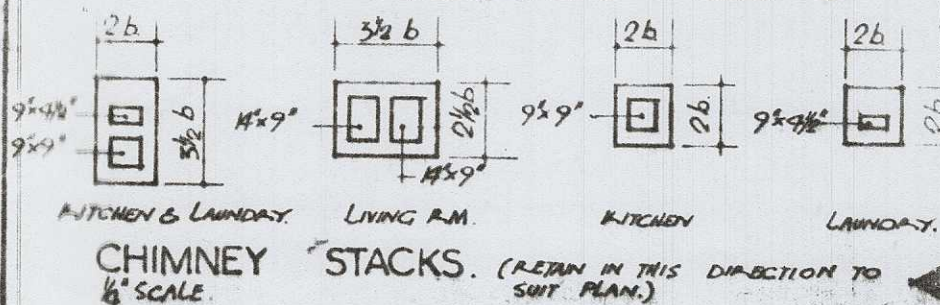 2b.
3½ b
2b.
2b.
9"x4½"
9"x9"
3½ b
14"x9"
2½b
14"x9"
9"x9"
2b.
9"x4½"
2b
KITCHEN & LAUNDRY.
LIVING RM.
KITCHEN
LAUNDRY.
CHIMNEY STACKS. (RETAIN IN THIS DIRECTION TO
SUIT PLAN.)
⅛" SCALE.